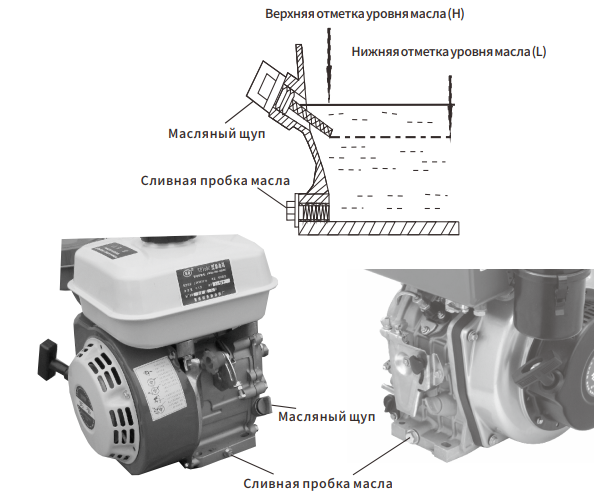 Верхняя отметка уровня масла (H)
Нижняя отметка уровня масла (L)
Масляный щуп
Сливная пробка масла
Масляный щуп
Сливная пробка масла